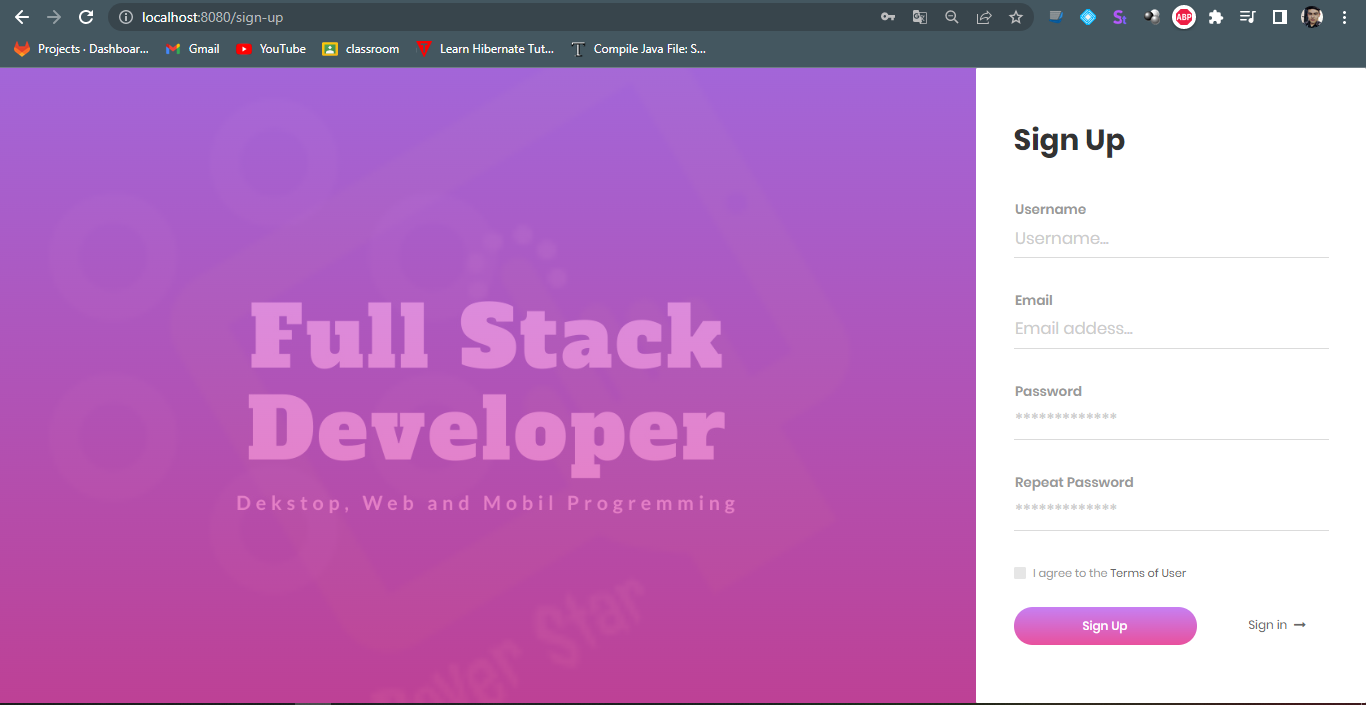 localhost:8080/sign-up
Projects · Dashboar...
Gmail
YouTube
classroom
Learn Hibernate Tut...
Compile Java File: S...
ABP
Full Stack
Developer
Dekstop, Web and Mobil Progremming
Sign Up
Username
Username...
Email
Email addess...
Password
*************
Repeat Password
*************
I agree to the Terms of User
Sign Up
Sign in →